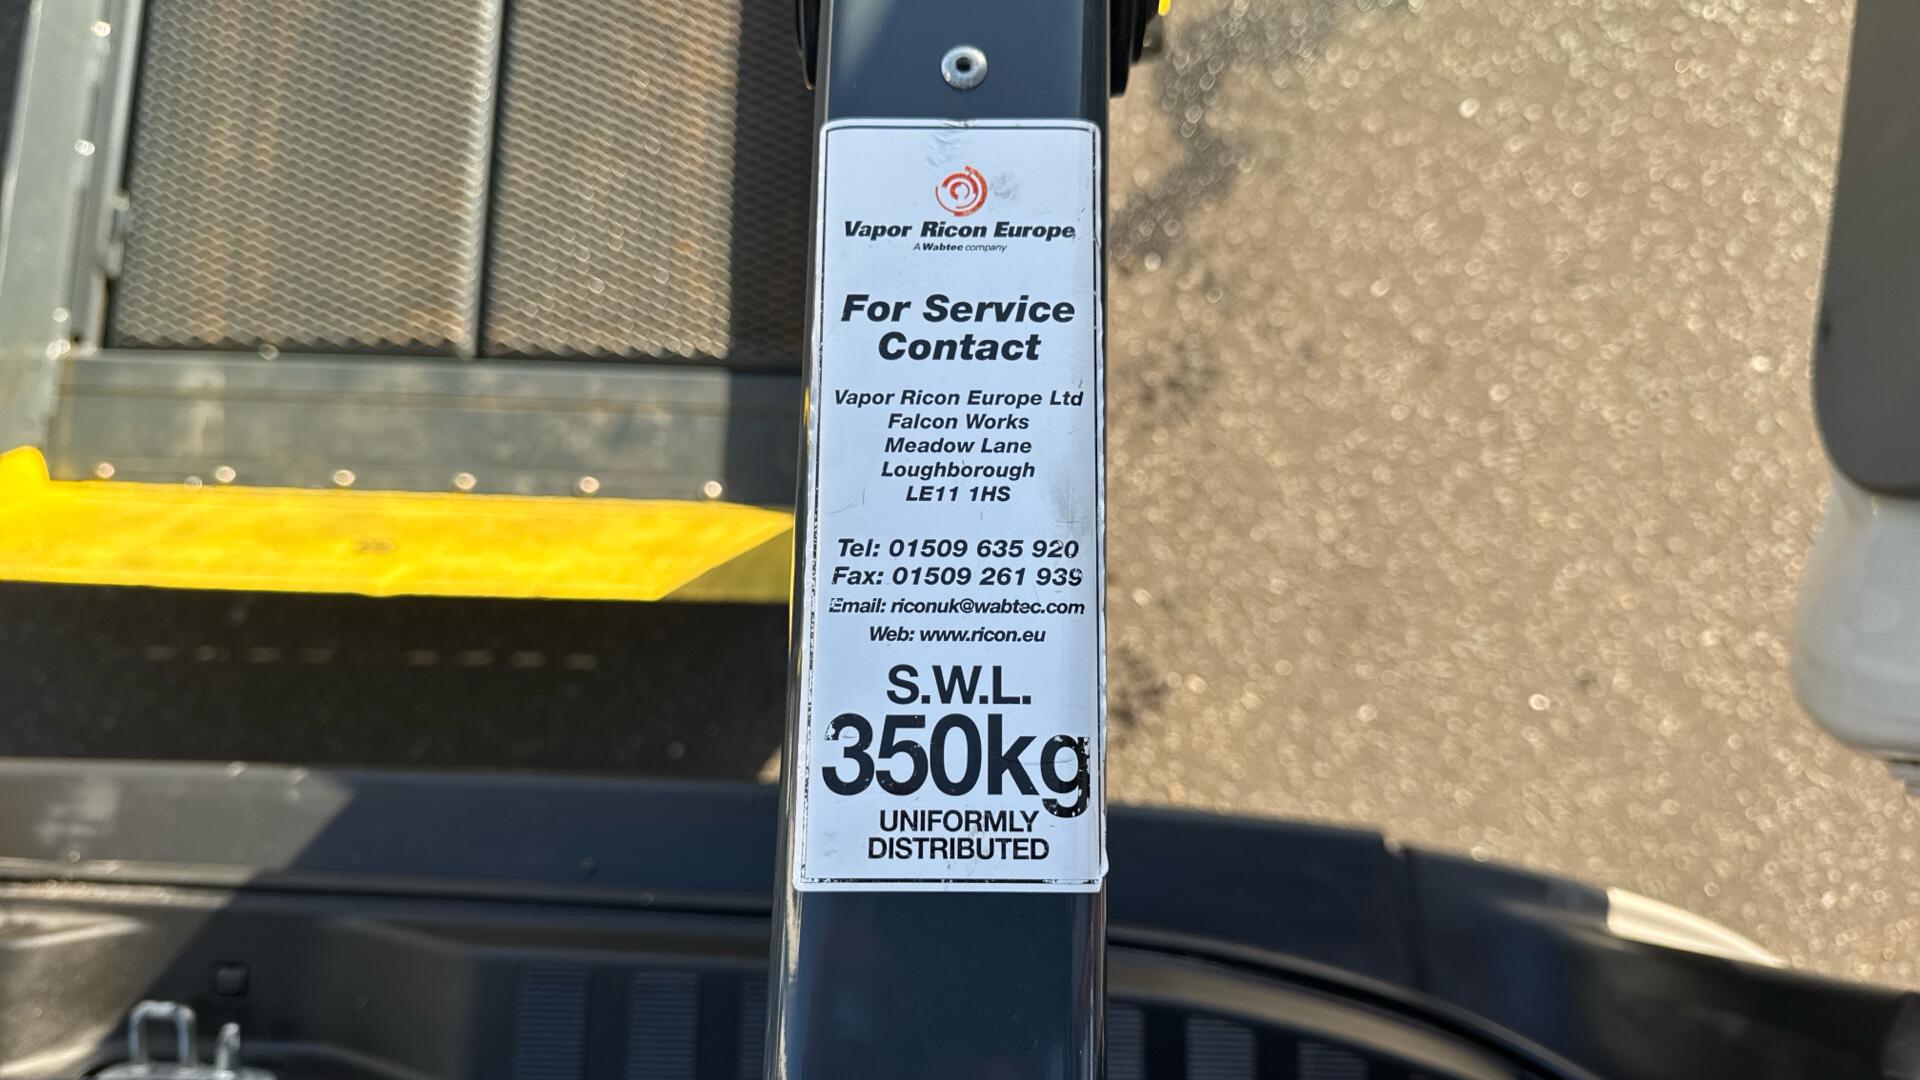 Vapor Ricon Europe
A Wabtec company
For Service
Contact
Vapor Ricon Europe Ltd
Falcon Works
Meadow Lane
Loughborough
LE11 1HS
Tel: 01509 635 920
Fax: 01509 261 939
Email: riconuk@wabtec.com
Web: www.ricon.eu
S.W.L.
350kg
UNIFORMLY
DISTRIBUTED